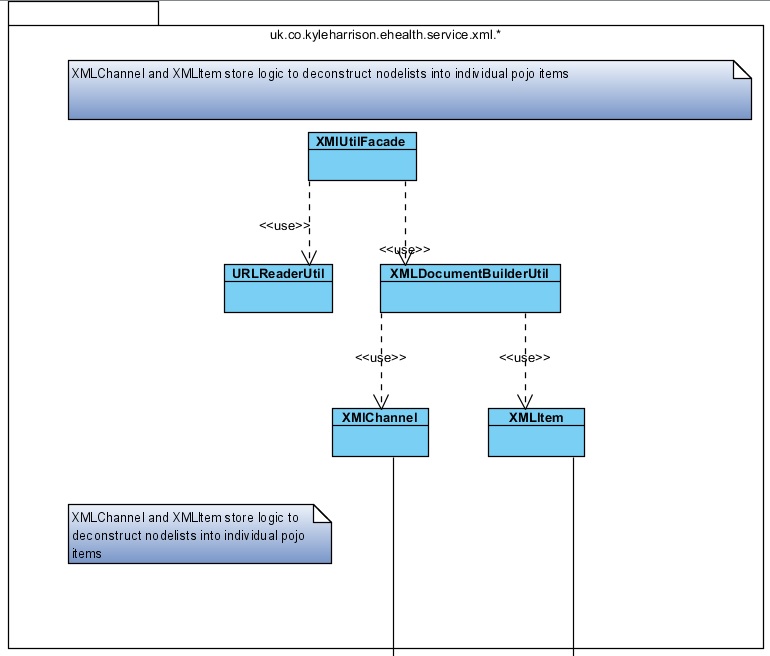 uk.co.kyleharrison.ehealth.service.xml.*
XMLChannel and XMLItem store logic to deconstruct nodelists into individual pojo items
XMlUtilFacade
<<use>>
<<use>>
URLReaderUtil
XMLDocumentBuilderUtil
<<use>>
<<use>>
XMlChannel
XMLItem
XMLChannel and XMLItem store logic to
deconstruct nodelists into individual pojo
items